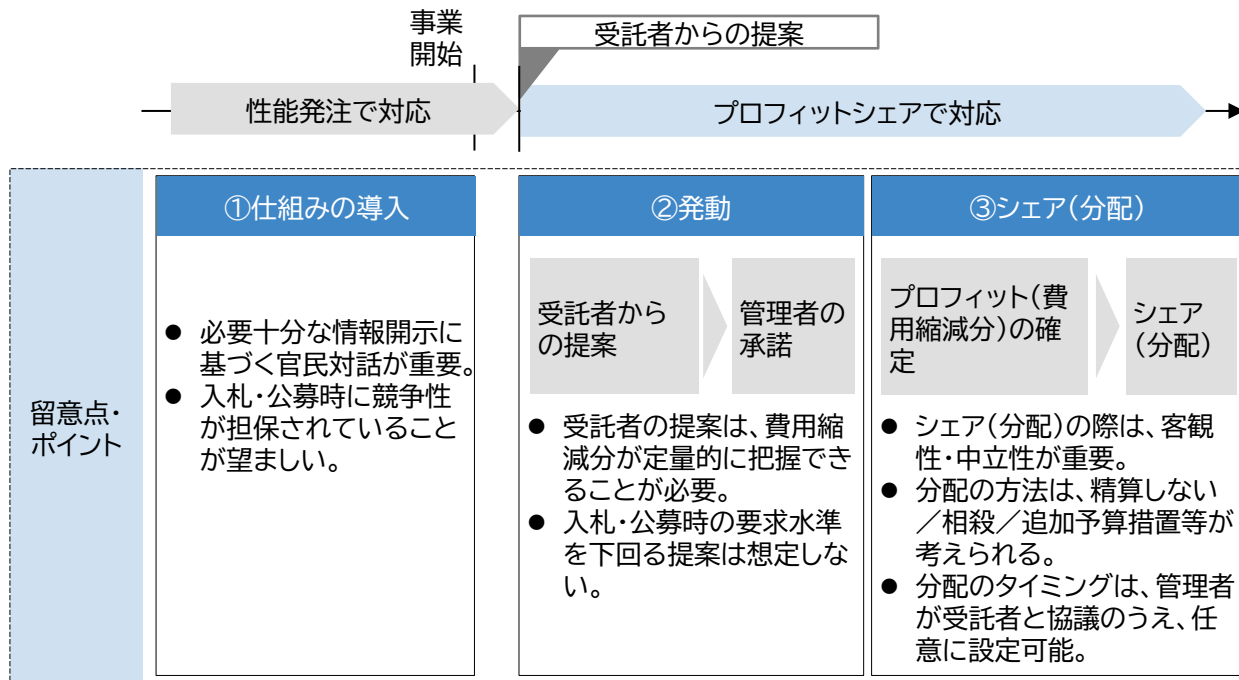 事業
開始
受託者からの提案
性能発注で対応
プロフィットシェアで対応
留意点・
ポイント
①仕組みの導入
● 必要十分な情報開示に
基づく官民対話が重要。
● 入札・公募時に競争性
が担保されていること
が望ましい。
②発動
受託者から
の提案
管理者の
承諾
● 受託者の提案は、費用縮
減分が定量的に把握でき
ることが必要。
● 入札・公募時の要求水準
を下回る提案は想定しな
い。
③シェア(分配)
プロフィット(費
用縮減分)の確
定
シェア
(分配)
● シェア(分配)の際は、客観
性・中立性が重要。
● 分配の方法は、精算しない
／相殺／追加予算措置等が
考えられる。
● 分配のタイミングは、管理者
が受託者と協議のうえ、任
意に設定可能。